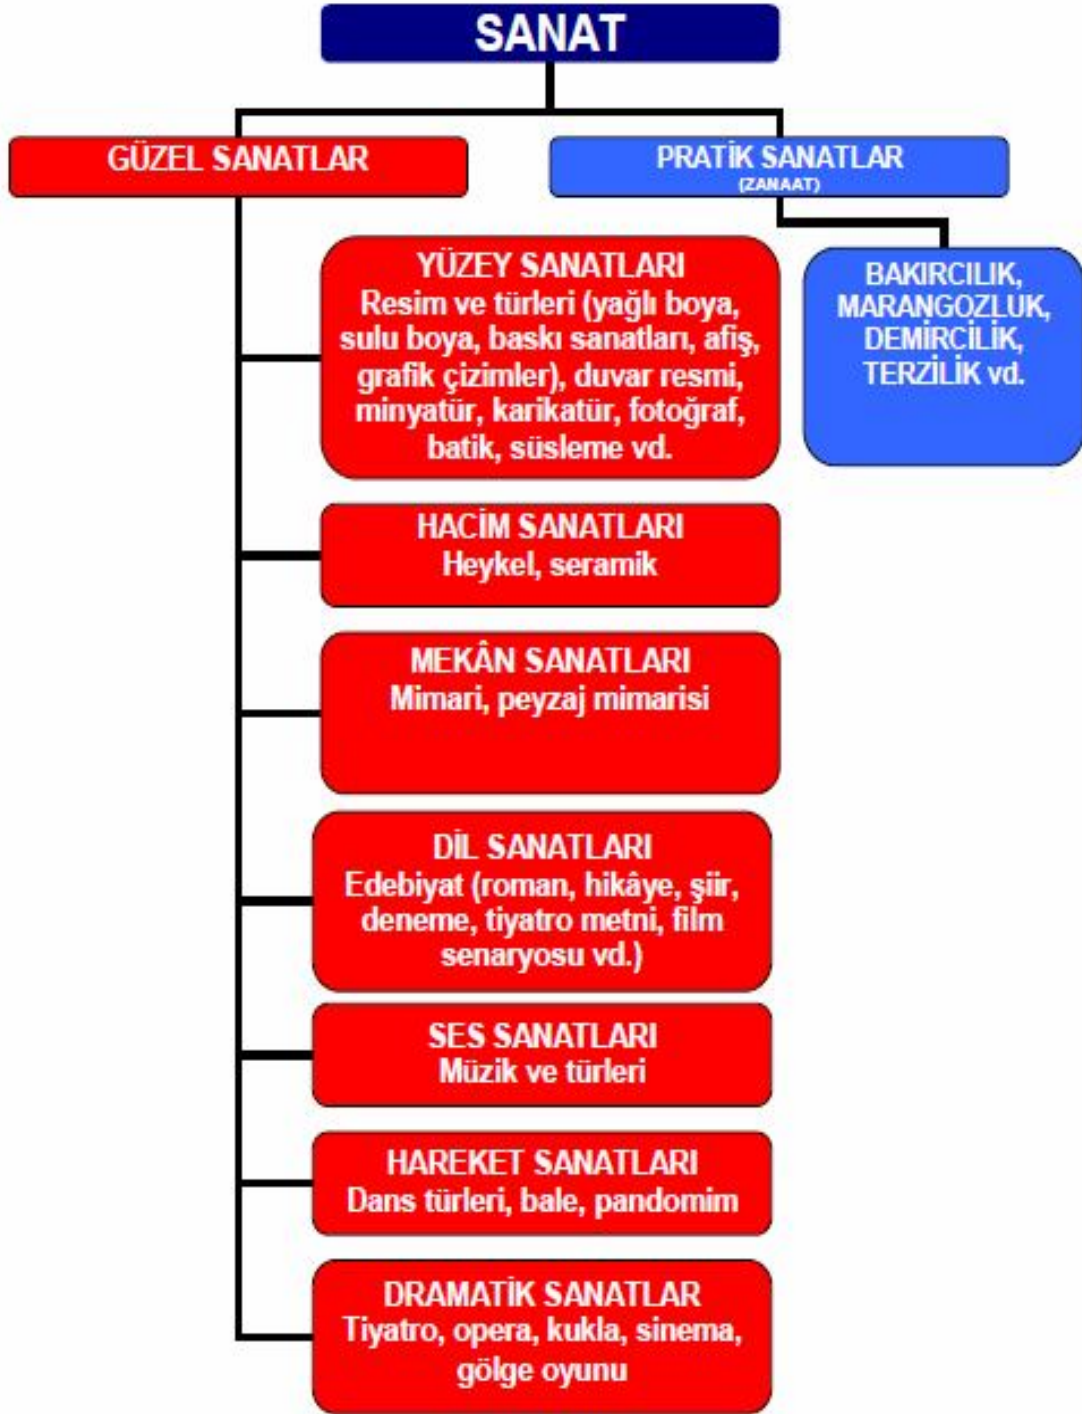 SANAT
GÜZEL SANATLAR
PRATİK SANATLAR
(ZANAAT)
YÜZEY SANATLARI
Resim ve türleri (yağlı boya,
sulu boya, baskı sanatları, afiş,
grafik çizimler), duvar resmi,
minyatür, karikatür, fotoğraf,
batik, süsleme vd.
BAKIRCILIK,
MARANGOZLUK,
DEMİRCİLİK,
TERZİLİK vd.
HACİM SANATLARI
Heykel, seramik
MEKÂN SANATLARI
Mimari, peyzaj mimarisi
DİL SANATLARI
Edebiyat (roman, hikâye, şiir,
deneme, tiyatro metni, film
senaryosu vd.)
SES SANATLARI
Müzik ve türleri
HAREKET SANATLARI
Dans türleri, bale, pandomim
DRAMATİK SANATLAR
Tiyatro, opera, kukla, sinema,
gölge oyunu